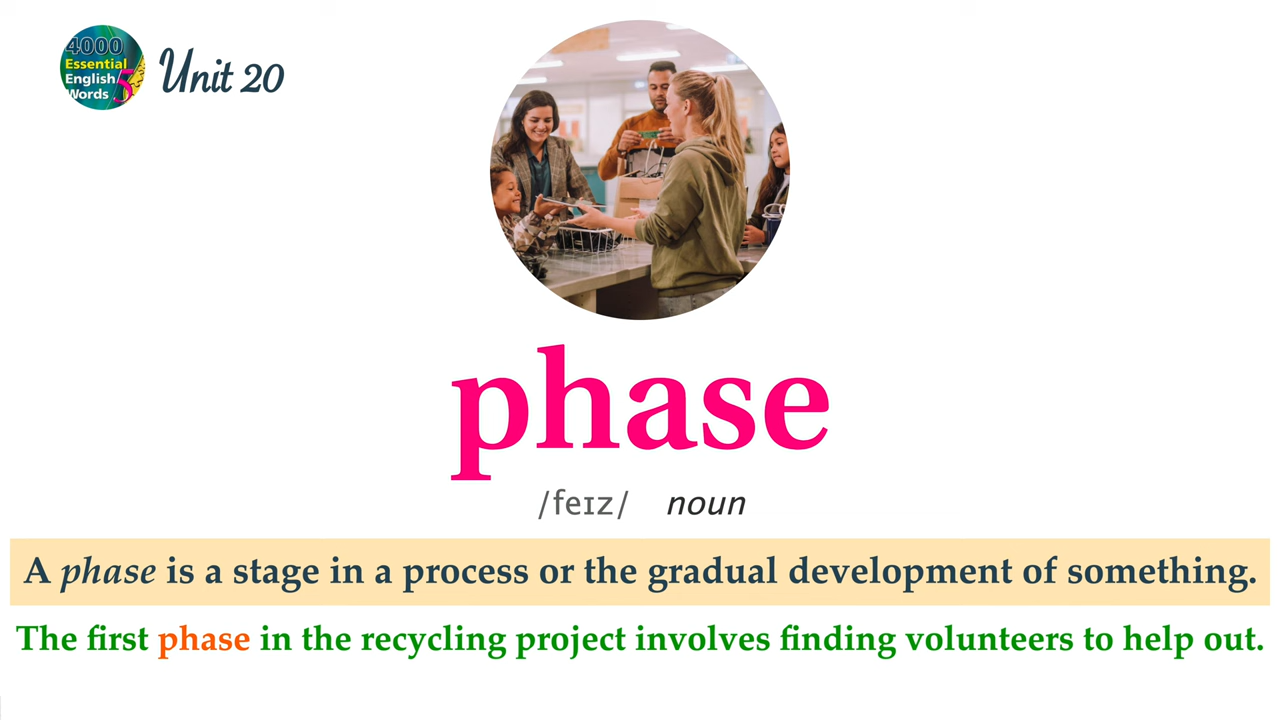 4000
Essential
English
Words 5
Unit 20
phase
/feɪz/ noun
A phase is a stage in a process or the gradual development of something.
The first phase in the recycling project involves finding volunteers to help out.